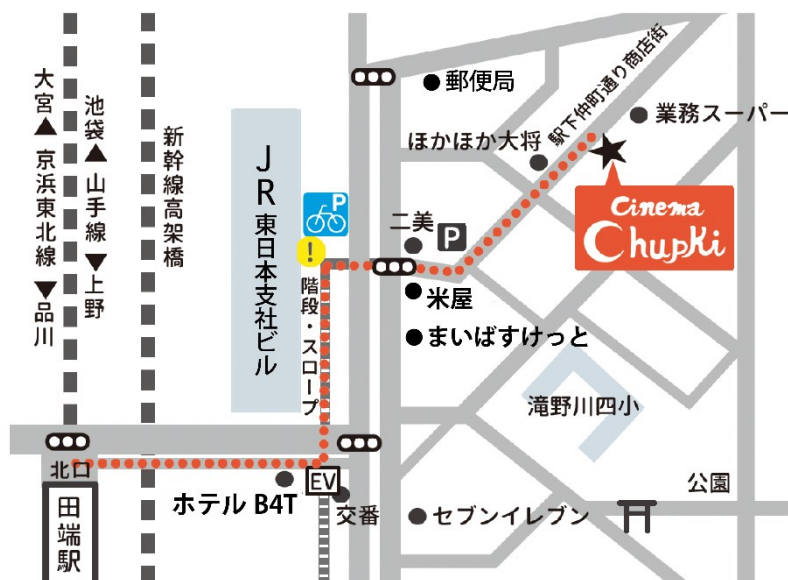 大宮▲京浜東北線▼品川
池袋▲山手線▼上野
新幹線高架橋
JR東日本支社ビル
P
!
階段・スロープ
郵便局
駅下仲町通り商店街
業務スーパー
ほかほか大将
Cinema
Chupki
二美
P
米屋
まいばすけっと
滝野川四小
北口
田端駅
ホテル B4T
EV
交番
セブンイレブン
公園